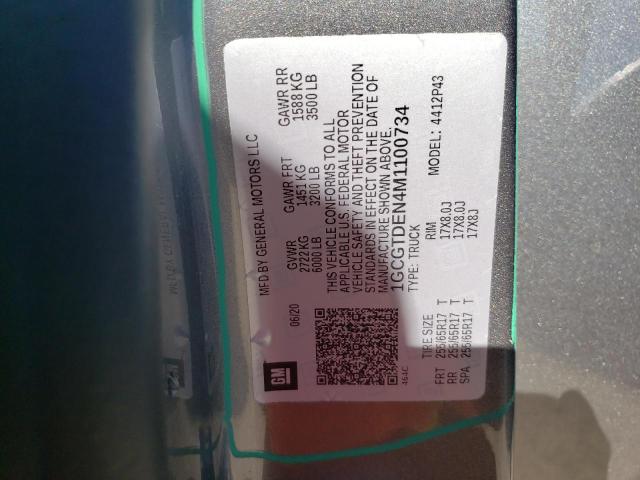 GM
MFD BY GENERAL MOTORS LLC
06/20
GVWR
2722 KG
6000 LB
GAWR FRT
1451 KG
3200 LB
GAWR RR
1588 KG
3500 LB
THIS VEHICLE CONFORMS TO ALL
APPLICABLE U.S. FEDERAL MOTOR
VEHICLE SAFETY AND THEFT PREVENTION
STANDARDS IN EFFECT ON THE DATE OF
MANUFACTURE SHOWN ABOVE.
1GCGTDEN4M1100734
464C
TYPE: TRUCK
MODEL: 4412P43
TIRE SIZE
RIM
FRT 255/65R17 T 17X8.0J
RR 255/65R17 T 17X8.0J
SPA 255/65R17 T 17X8J